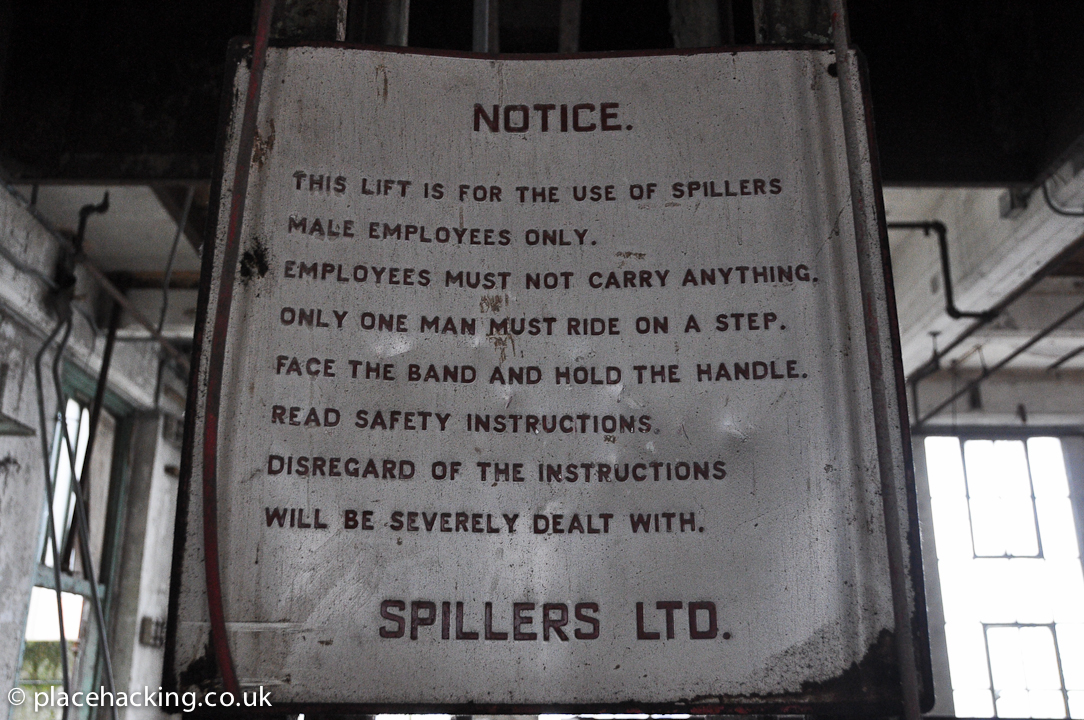 NOTICE.
THIS LIFT IS FOR THE USE OF SPILLERS
MALE EMPLOYEES ONLY.
EMPLOYEES MUST NOT CARRY ANYTHING.
ONLY ONE MAN MUST RIDE ON A STEP.
FACE THE BAND AND HOLD THE HANDLE.
READ SAFETY INSTRUCTIONS.
DISREGARD OF THE INSTRUCTIONS
WILL BE SEVERELY DEALT WITH.
SPILLERS LTD.
© placehacking.co.uk